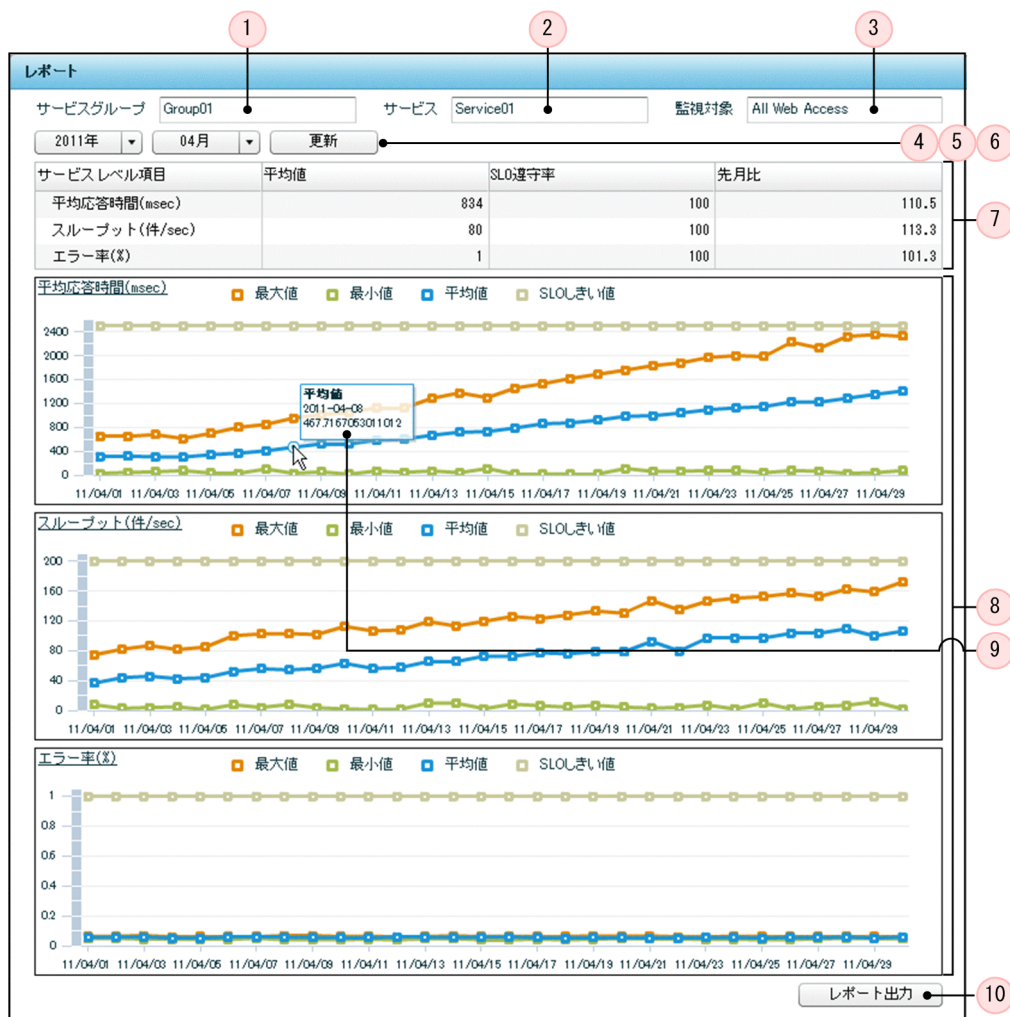 1 2 3
レポート
サービスグループ Group01 サービス Service01 監視対象 All Web Access
2011年 04月 更新 4 5 6
サービスレベル項目 平均値 SLO遵守率 先月比
平均応答時間(msec) 834 100 110.5
スループット(件/sec) 80 100 113.3
エラー率(%) 1 100 101.3
7
平均応答時間(msec) 最大値 最小値 平均値 SLOしきい値
2400
2000
1600
1200
800
400
0
平均値
2011-04-08
467.7167053011012
11/04/01 11/04/03 11/04/05 11/04/07 11/04/09 11/04/11 11/04/13 11/04/15 11/04/17 11/04/19 11/04/21 11/04/23 11/04/25 11/04/27 11/04/29
スループット(件/sec) 最大値 最小値 平均値 SLOしきい値
200
160
120
80
40
0
8
9
11/04/01 11/04/03 11/04/05 11/04/07 11/04/09 11/04/11 11/04/13 11/04/15 11/04/17 11/04/19 11/04/21 11/04/23 11/04/25 11/04/27 11/04/29
エラー率(%) 最大値 最小値 平均値 SLOしきい値
1
0.8
0.6
0.4
0.2
0
11/04/01 11/04/03 11/04/05 11/04/07 11/04/09 11/04/11 11/04/13 11/04/15 11/04/17 11/04/19 11/04/21 11/04/23 11/04/25 11/04/27 11/04/29
レポート出力 10